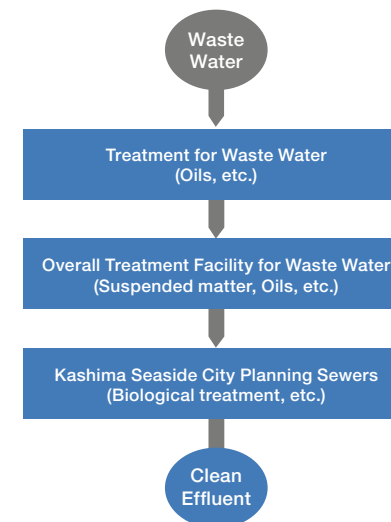 Waste
Water
Treatment for Waste Water
(Oils, etc.)
Overall Treatment Facility for Waste Water
(Suspended matter, Oils, etc.)
Kashima Seaside City Planning Sewers
(Biological treatment, etc.)
Clean
Effluent